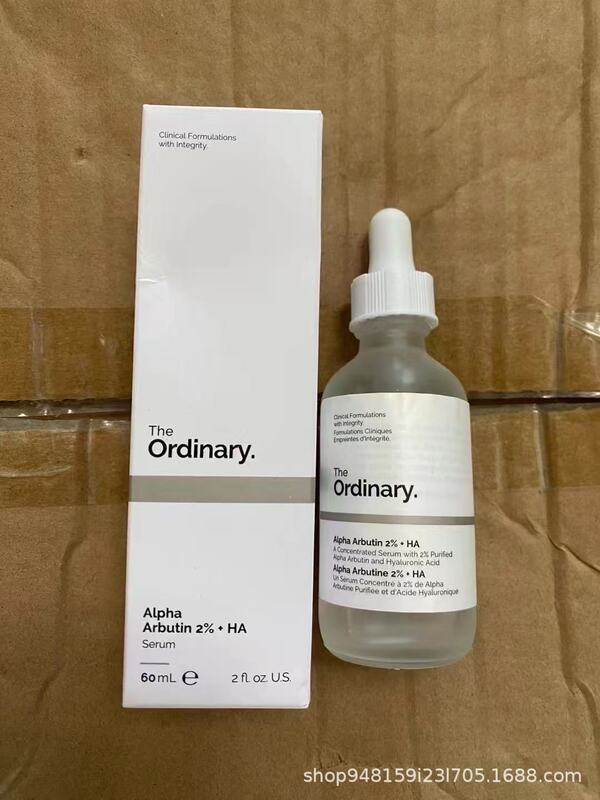 Clinical Formulations
with Integrity.
The
Ordinary.
Alpha
Arbutin 2% + HA
Serum
60 mL ℮ 2 fl. oz. U.S.
Clinical Formulations
with Integrity.
Formulations Cliniques
Empreintes d'Intégrité.
The
Ordinary.
Alpha Arbutin 2% + HA
A Concentrated Serum with 2% Purified
Alpha Arbutin and Hyaluronic Acid
Alpha Arbutine 2% + HA
Un Sérum Concentré à 2% de Alpha
Arbutine Purifiée et d'Acide Hyaluronique
shop948159i23l705.1688.com